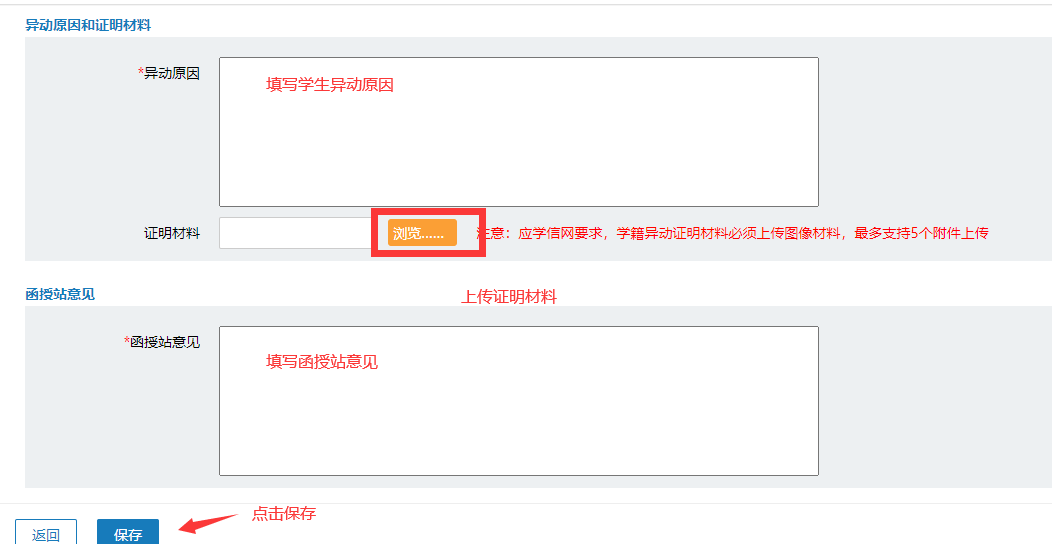 异动原因和证明材料
*异动原因
填写学生异动原因
证明材料 浏览...... 注意：应学信网要求，学籍异动证明材料必须上传图像材料，最多支持5个附件上传
函授站意见
上传证明材料
*函授站意见
填写函授站意见
点击保存
返回 保存